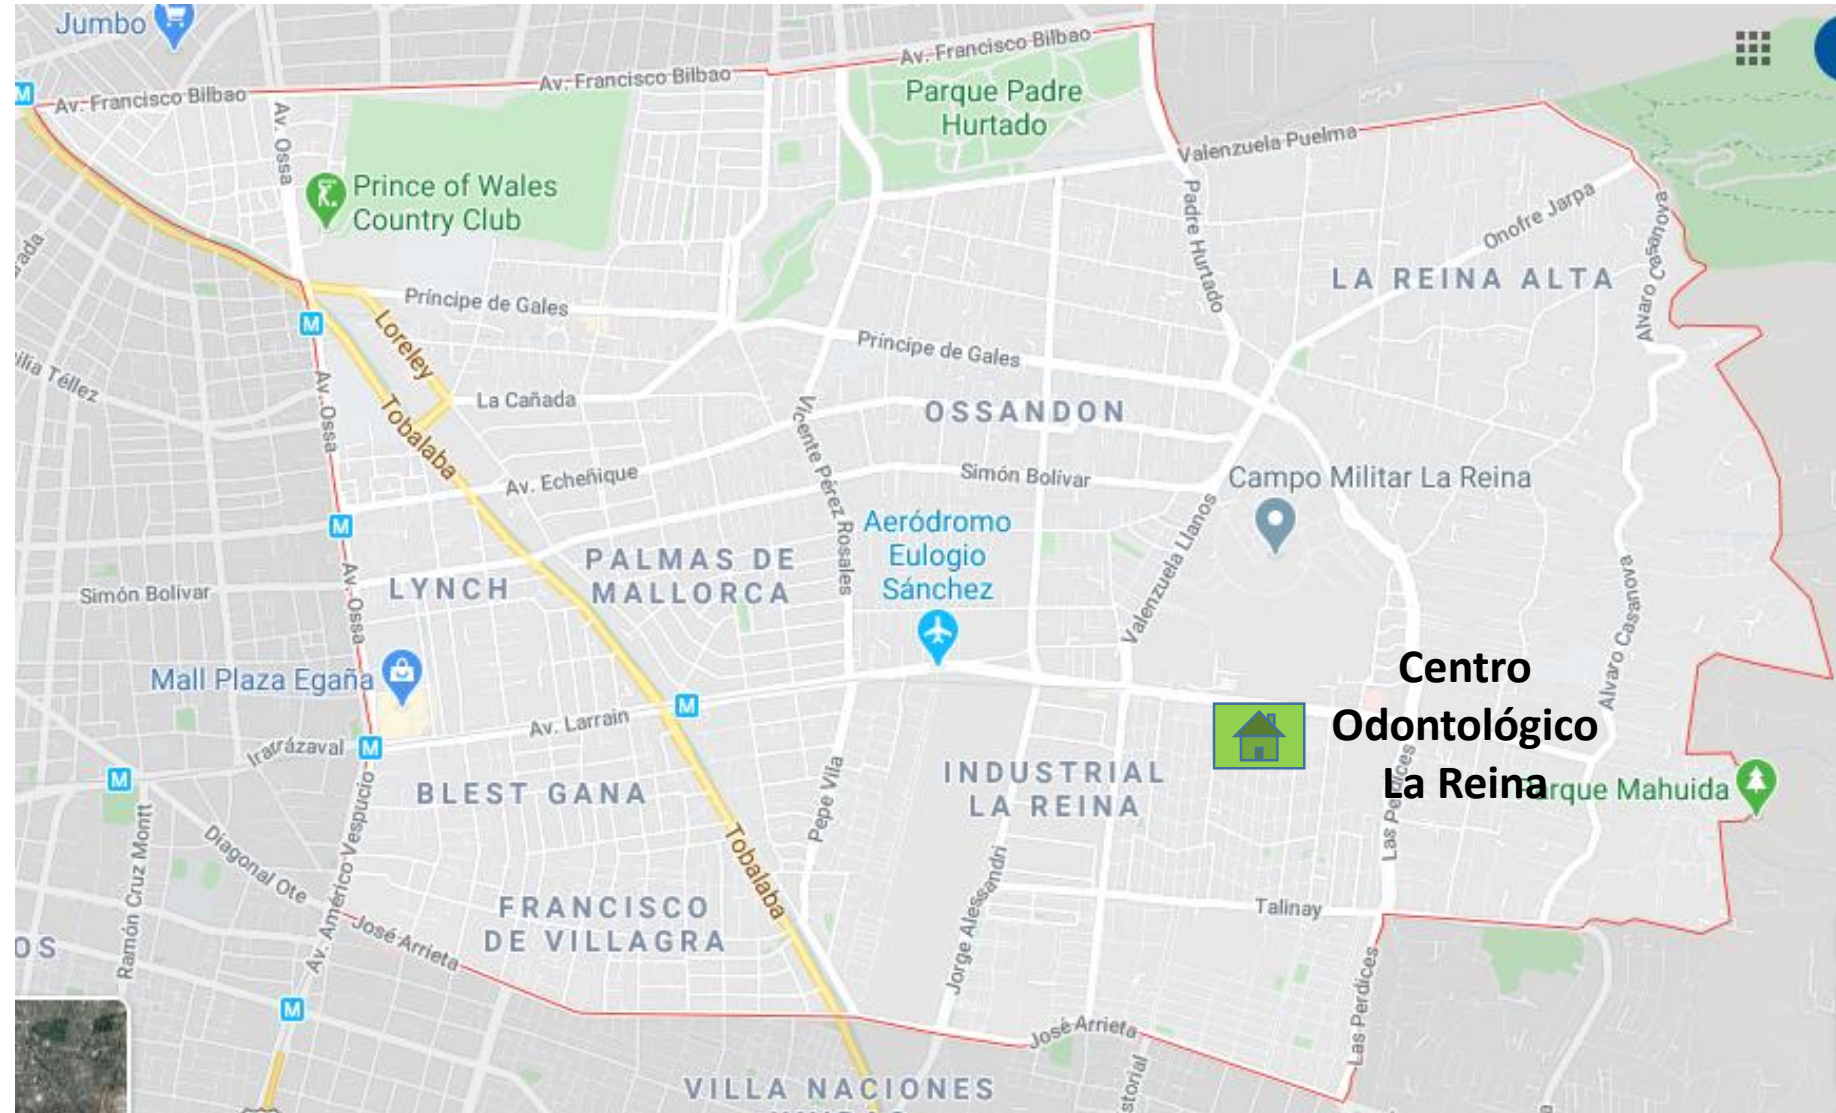 Jumbo
M
Av. Francisco Bilbao
Av. Francisco Bilbao
Av. Francisco Bilbao
Parque Padre
Hurtado
Av. Ossa
Valenzuela Puelma
Prince of Wales
Country Club
Padre Hurtado
Onofre Jarpa
Alvaro Casanova
LA REINA ALTA
Príncipe de Gales
M
Loreley
Príncipe de Gales
Av. Ossa
La Cañada
Tobalaba
Vicente Pérez Rosales
OSSANDON
Av. Echeñique
Simón Bolívar
Campo Militar La Reina
M
Aeródromo
Eulogio
Sánchez
Valenzuela Llanos
PALMAS DE
MALLORCA
LYNCH
Simón Bolívar
Av. Ossa
Alvaro Casanova
Mall Plaza Egaña
M
Av. Larrain
Irarrázaval
M
M
Centro
Odontológico
La Reina
Las Perdices
Parque Mahuida
INDUSTRIAL
LA REINA
BLEST GANA
Pepe Vila
Ramón Cruz Montt
Diagonal Ote
Av. Américo Vespucio
Tobalaba
FRANCISCO
DE VILLAGRA
Jorge Alessandri
Talinay
José Arrieta
OS
M
José Arrieta
Las Perdices
VILLA NACIONES